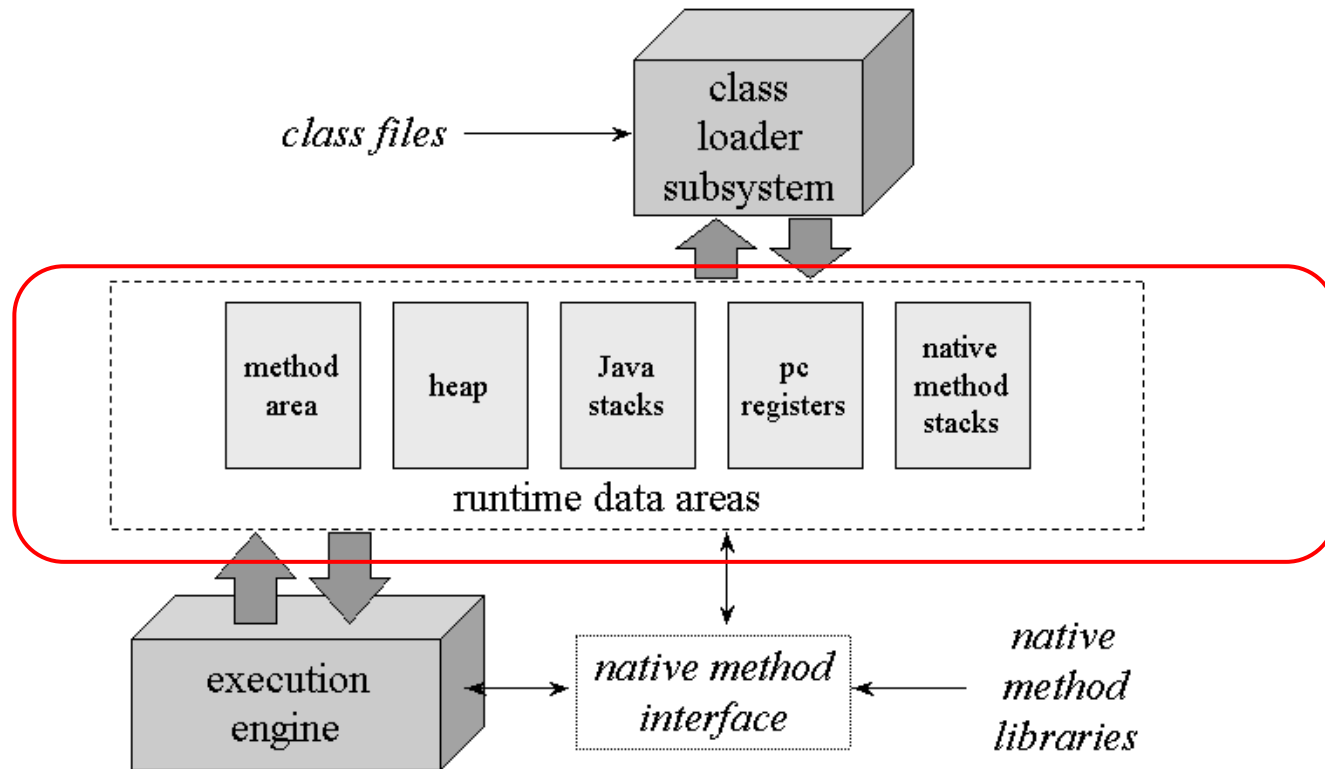 class
loader
subsystem
class files
method
area
heap
Java
stacks
pc
registers
native
method
stacks
runtime data areas
execution
engine
native method
interface
native
method
libraries